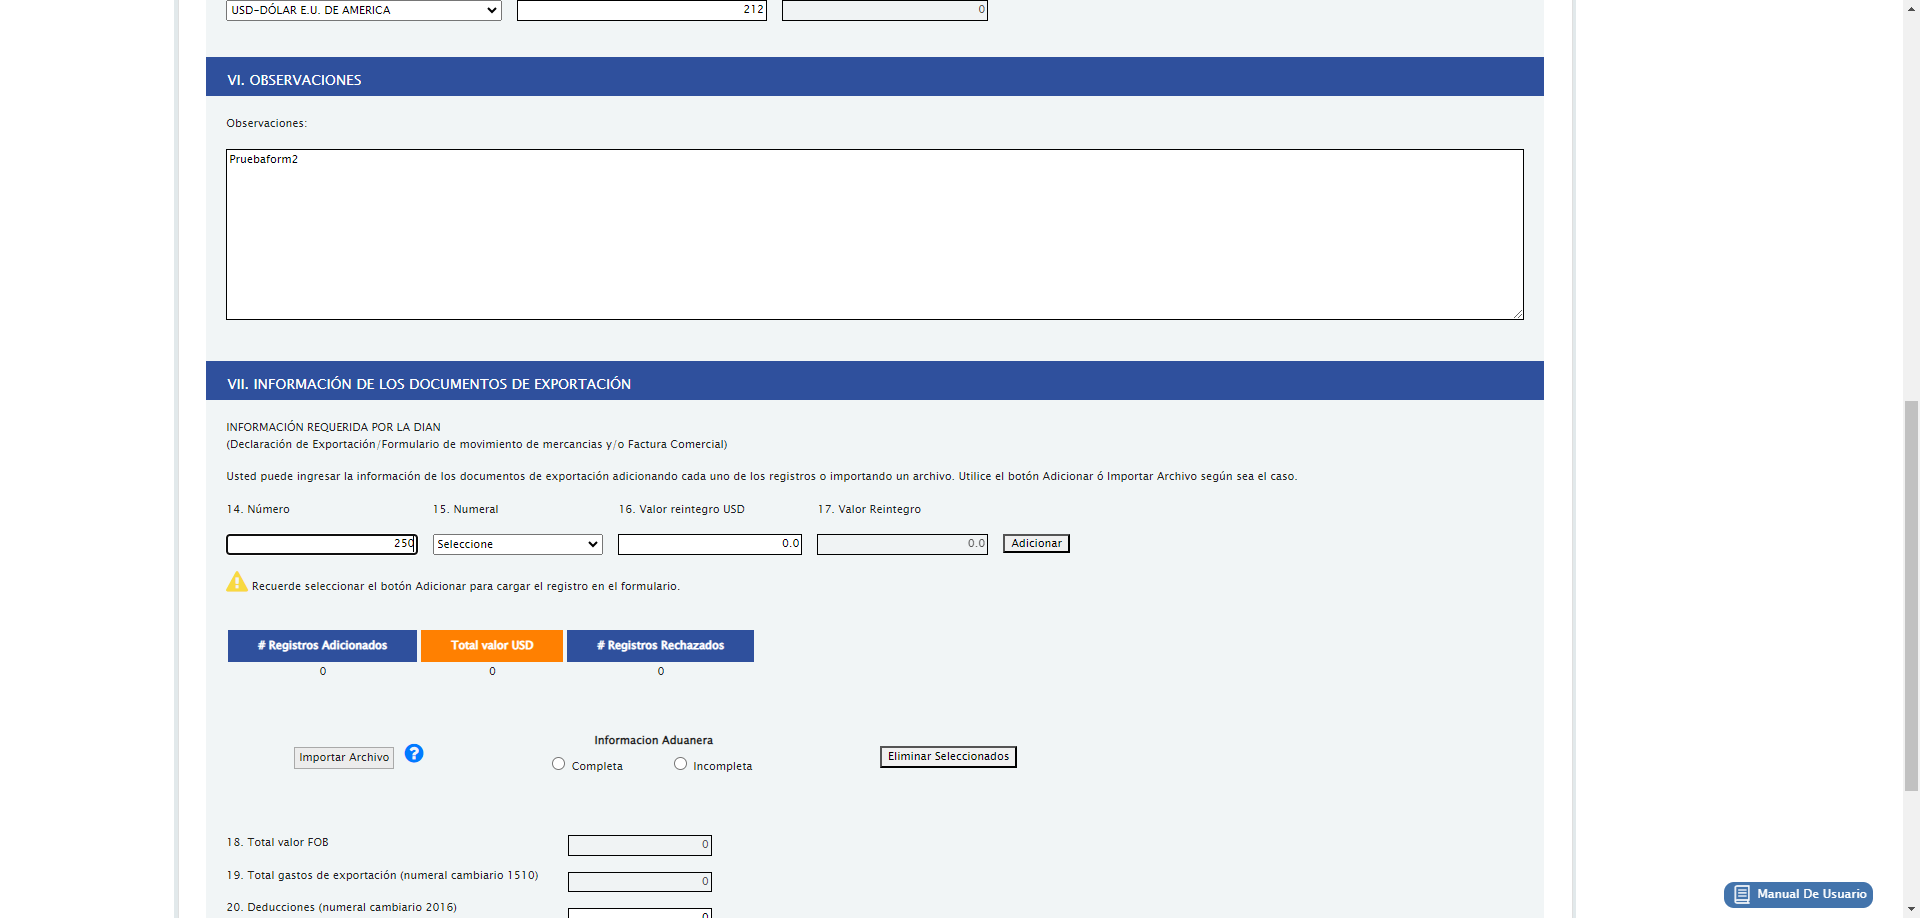 USD-DÓLAR E.U. DE AMERICA 212 0
VI. OBSERVACIONES
Observaciones:
Pruebaform2
VII. INFORMACIÓN DE LOS DOCUMENTOS DE EXPORTACIÓN
INFORMACIÓN REQUERIDA POR LA DIAN
(Declaración de Exportación/Formulario de movimiento de mercancias y/o Factura Comercial)
Usted puede ingresar la información de los documentos de exportación adicionando cada uno de los registros o importando un archivo. Utilice el botón Adicionar ó Importar Archivo según sea el caso.
14. Número 15. Numeral 16. Valor reintegro USD 17. Valor Reintegro
250 Seleccione 0.0 0.0 Adicionar
Recuerde seleccionar el botón Adicionar para cargar el registro en el formulario.
# Registros Adicionados Total valor USD # Registros Rechazados
0 0 0
Informacion Aduanera
Importar Archivo ? Completa Incompleta Eliminar Seleccionados
18. Total valor FOB 0
19. Total gastos de exportación (numeral cambiario 1510) 0
20. Deducciones (numeral cambiario 2016) 0
Manual De Usuario